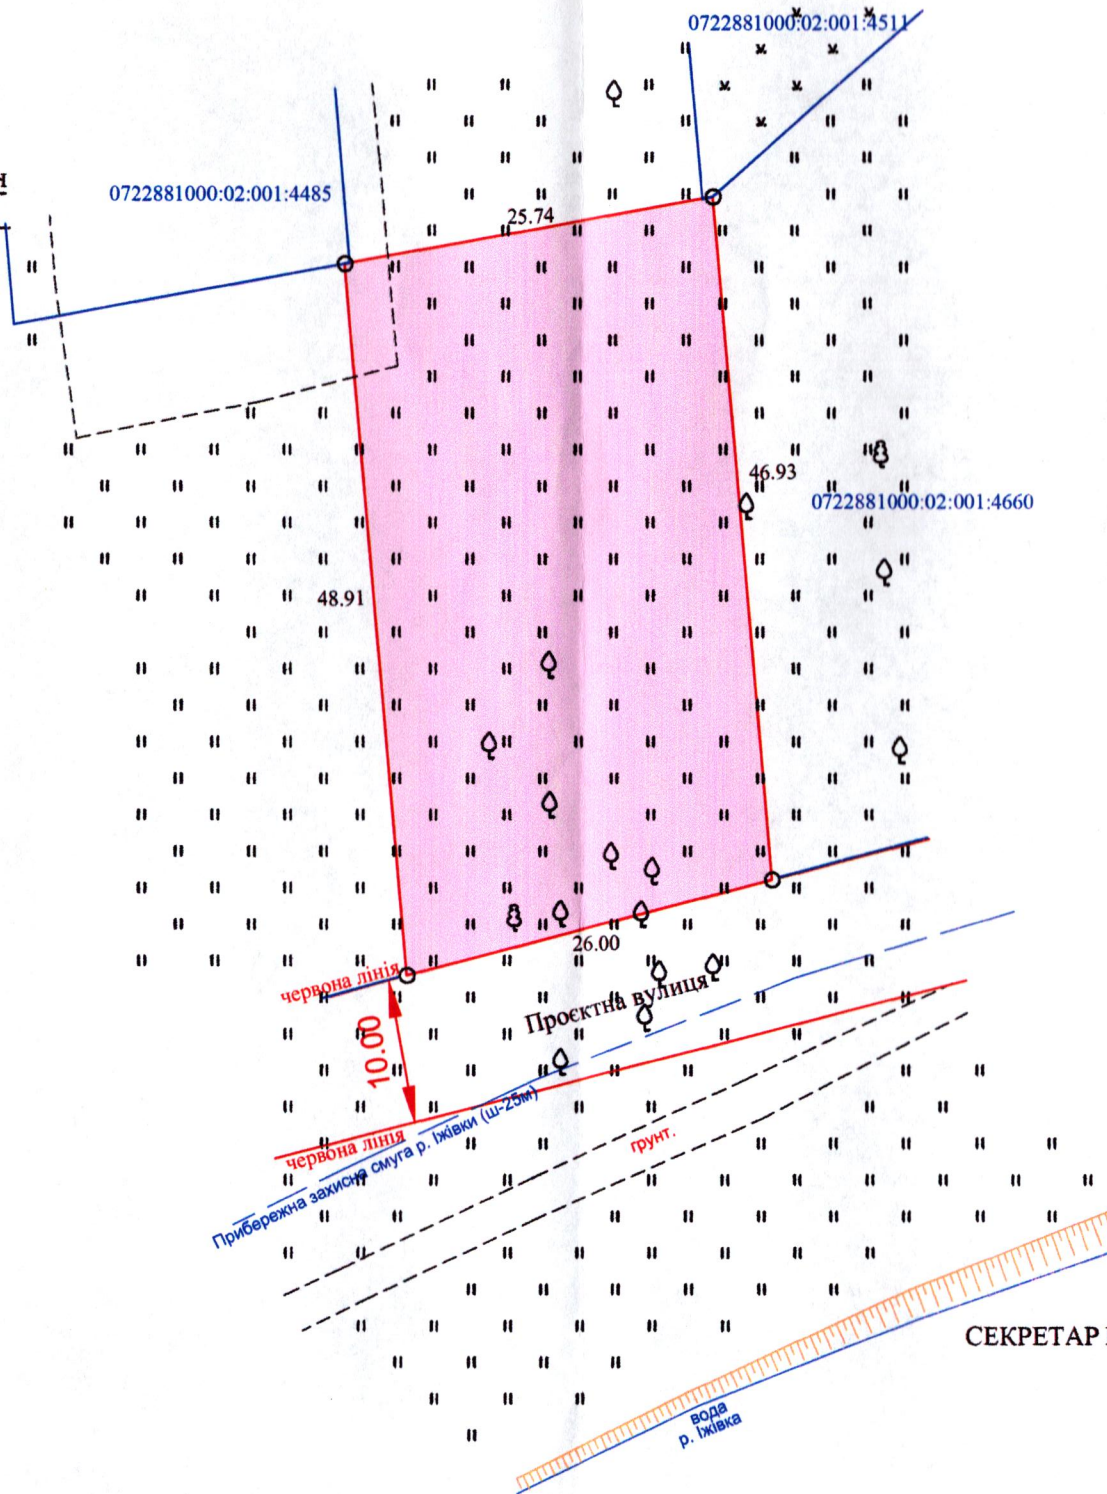 0722881000:02:001:4511
0722881000:02:001:4485
25.74
46.93
0722881000:02:001:4660
48.91
26.00
червона лінія
Проєктна вулиця
10.00
червона лінія
Прибережна захисна смуга р. Іжівки (ш-25м)
грунт.
СЕКРЕТАР
вода
р. Іжівка